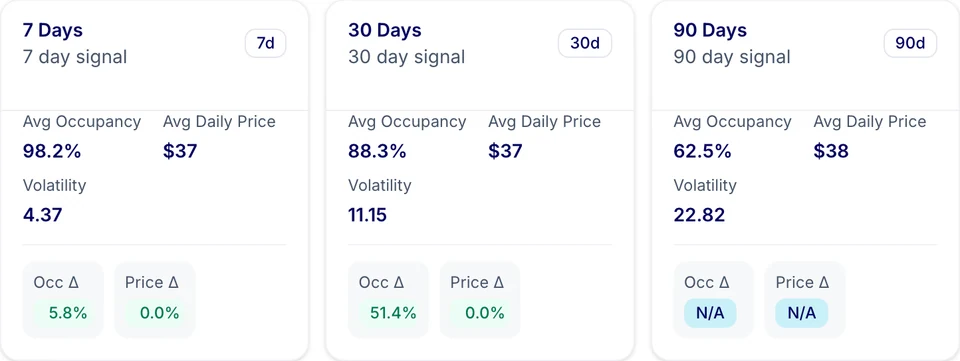 7 Days
7 day signal
7d
Avg Occupancy Avg Daily Price
98.2% $37
Volatility
4.37
Occ Δ Price Δ
5.8% 0.0%
30 Days
30 day signal
30d
Avg Occupancy Avg Daily Price
88.3% $37
Volatility
11.15
Occ Δ Price Δ
51.4% 0.0%
90 Days
90 day signal
90d
Avg Occupancy Avg Daily Price
62.5% $38
Volatility
22.82
Occ Δ Price Δ
N/A N/A